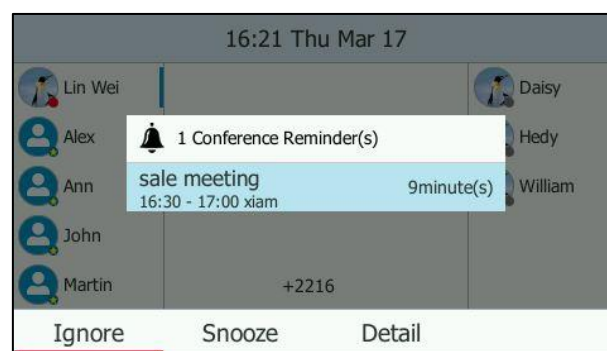 16:21 Thu Mar 17
Lin Wei
Daisy
Alex
Hedy
Ann
William
John
Martin
1 Conference Reminder(s)
sale meeting
9minute(s)
16:30 - 17:00 xiam
+2216
Ignore
Snooze
Detail